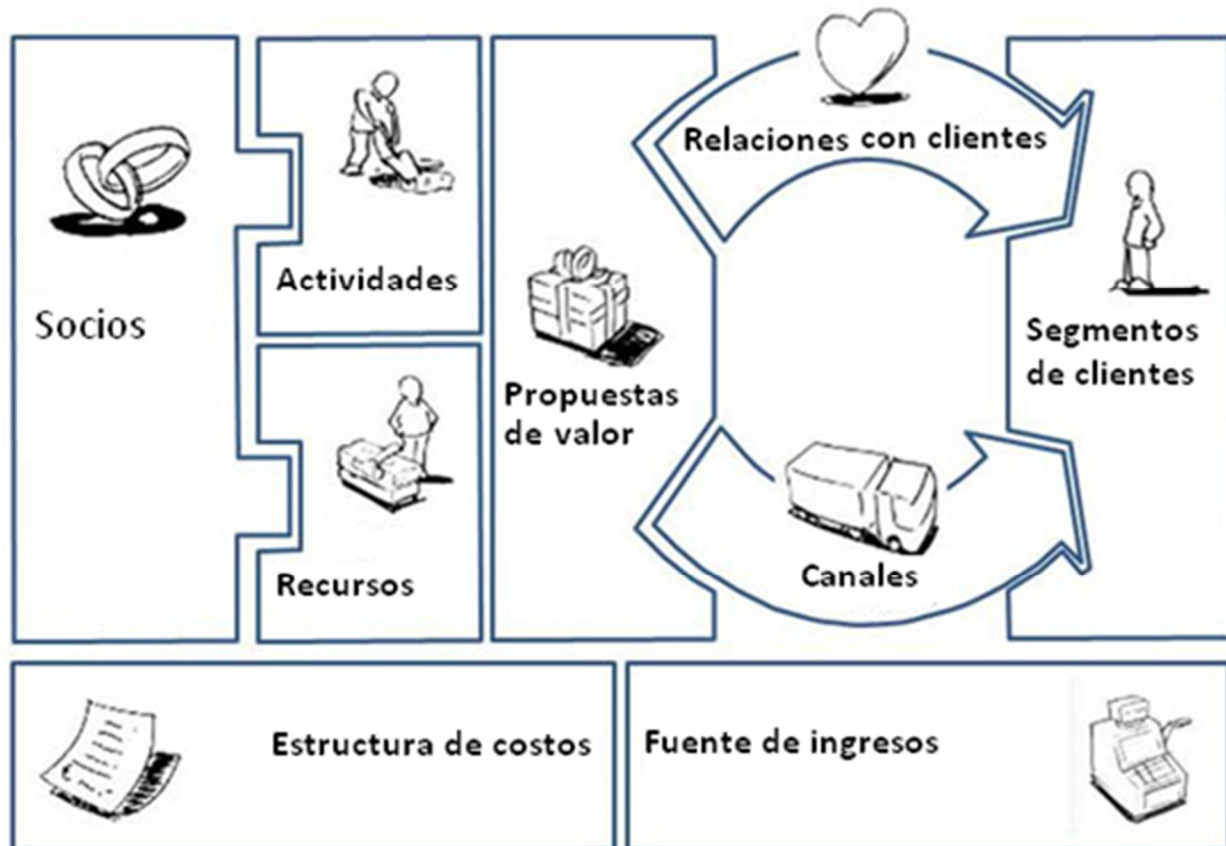 Socios
Actividades
Recursos
Propuestas
de valor
Relaciones con clientes
Canales
Segmentos
de clientes
Estructura de costos
Fuente de ingresos